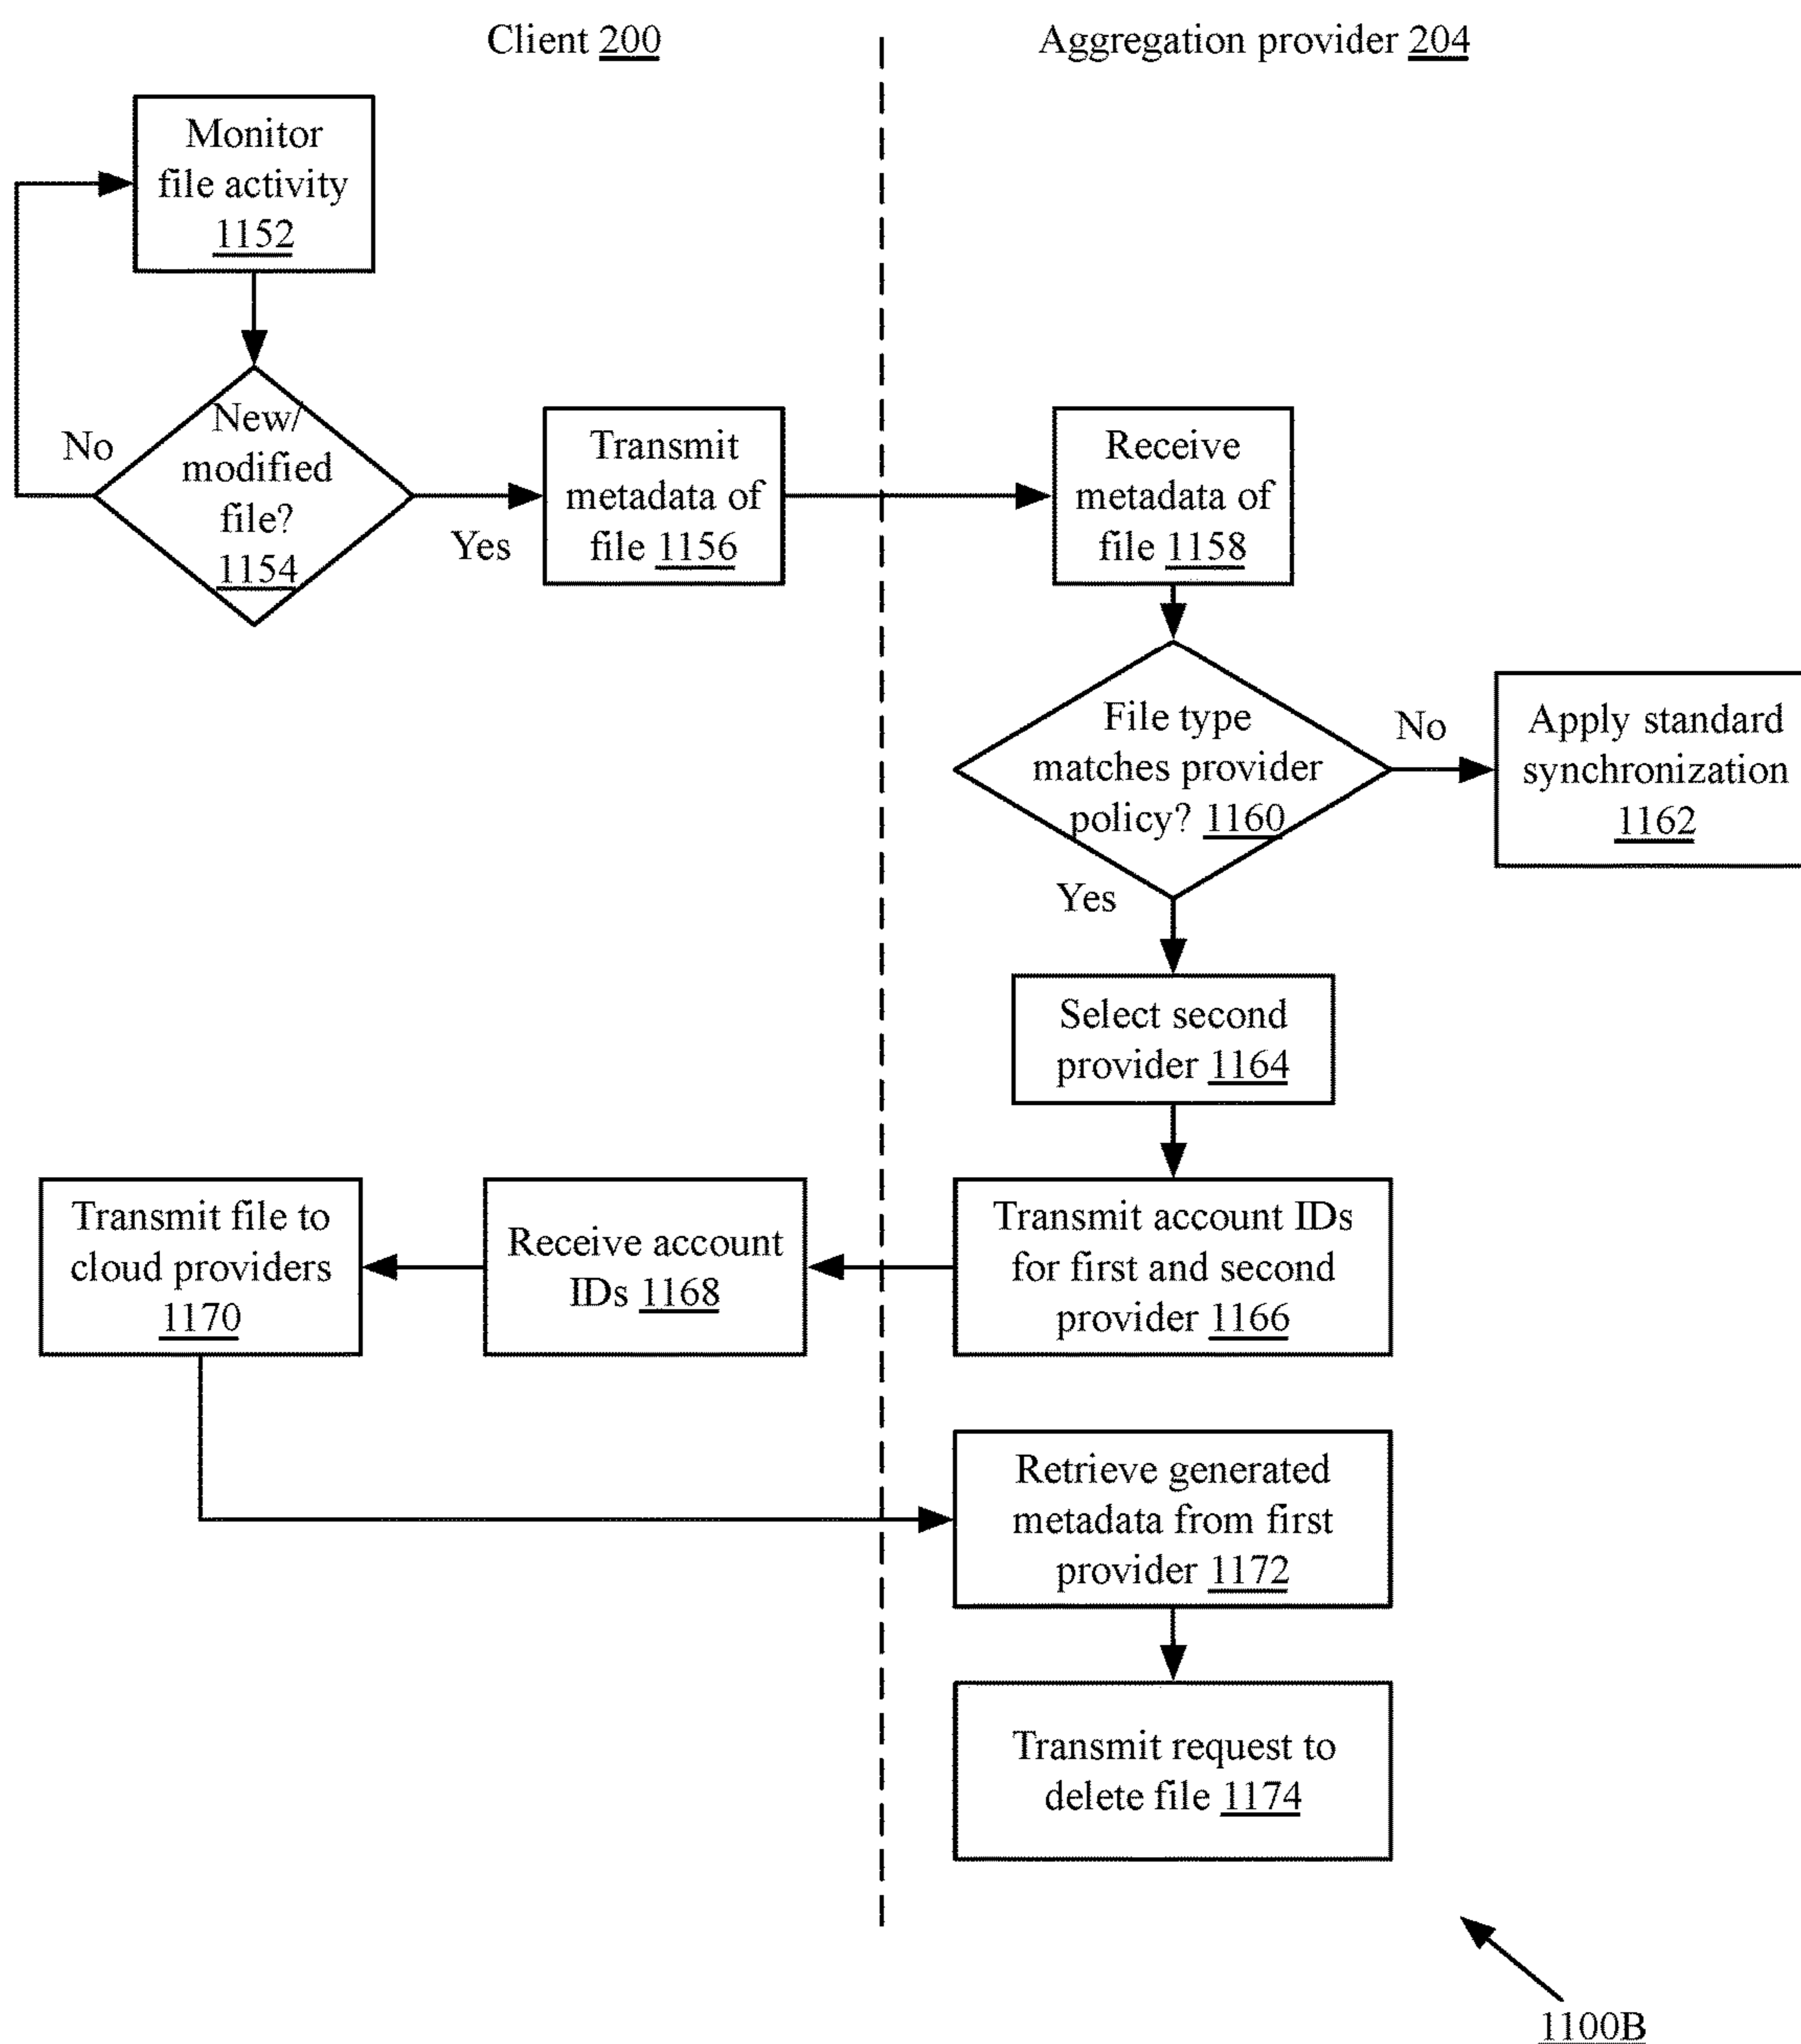 Client 200
Aggregation provider 204
Monitor
file activity
1152
New/
modified
file?
1154
No
Yes
Transmit
metadata of
file 1156
Receive
metadata of
file 1158
File type
matches provider
policy? 1160
No
Apply standard
synchronization
1162
Yes
Select second
provider 1164
Transmit account IDs
for first and second
provider 1166
Receive account
IDs 1168
Transmit file to
cloud providers
1170
Retrieve generated
metadata from first
provider 1172
Transmit request to
delete file 1174
1100B